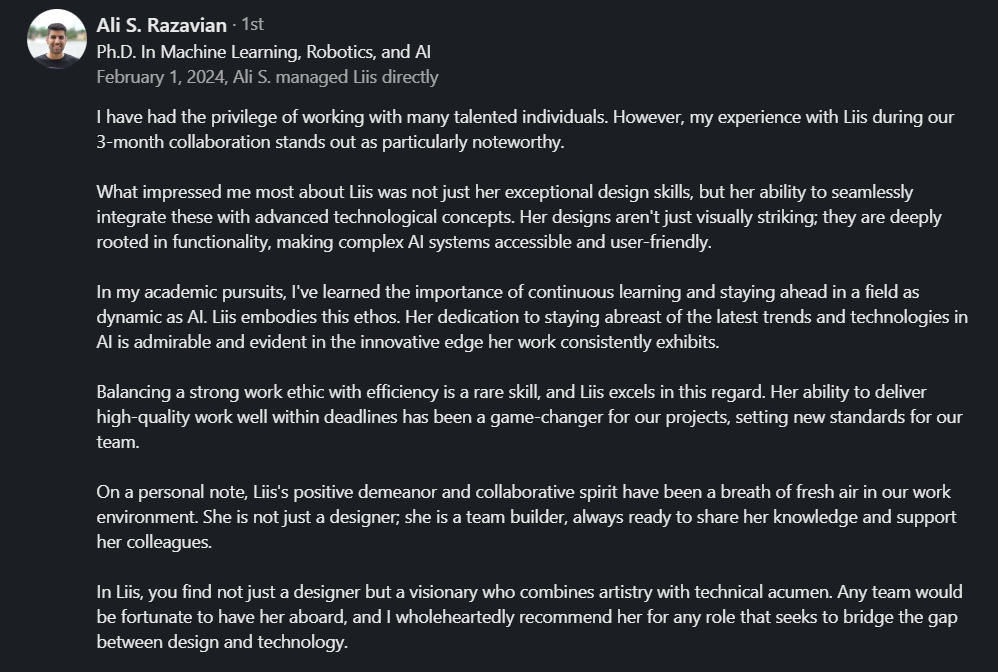 Ali S. Razavian · 1st
Ph.D. In Machine Learning, Robotics, and AI
February 1, 2024, Ali S. managed Liis directly
I have had the privilege of working with many talented individuals. However, my experience with Liis during our
3-month collaboration stands out as particularly noteworthy.
What impressed me most about Liis was not just her exceptional design skills, but her ability to seamlessly
integrate these with advanced technological concepts. Her designs aren't just visually striking; they are deeply
rooted in functionality, making complex AI systems accessible and user-friendly.
In my academic pursuits, I've learned the importance of continuous learning and staying ahead in a field as
dynamic as AI. Liis embodies this ethos. Her dedication to staying abreast of the latest trends and technologies in
AI is admirable and evident in the innovative edge her work consistently exhibits.
Balancing a strong work ethic with efficiency is a rare skill, and Liis excels in this regard. Her ability to deliver
high-quality work well within deadlines has been a game-changer for our projects, setting new standards for our
team.
On a personal note, Liis's positive demeanor and collaborative spirit have been a breath of fresh air in our work
environment. She is not just a designer; she is a team builder, always ready to share her knowledge and support
her colleagues.
In Liis, you find not just a designer but a visionary who combines artistry with technical acumen. Any team would
be fortunate to have her aboard, and I wholeheartedly recommend her for any role that seeks to bridge the gap
between design and technology.